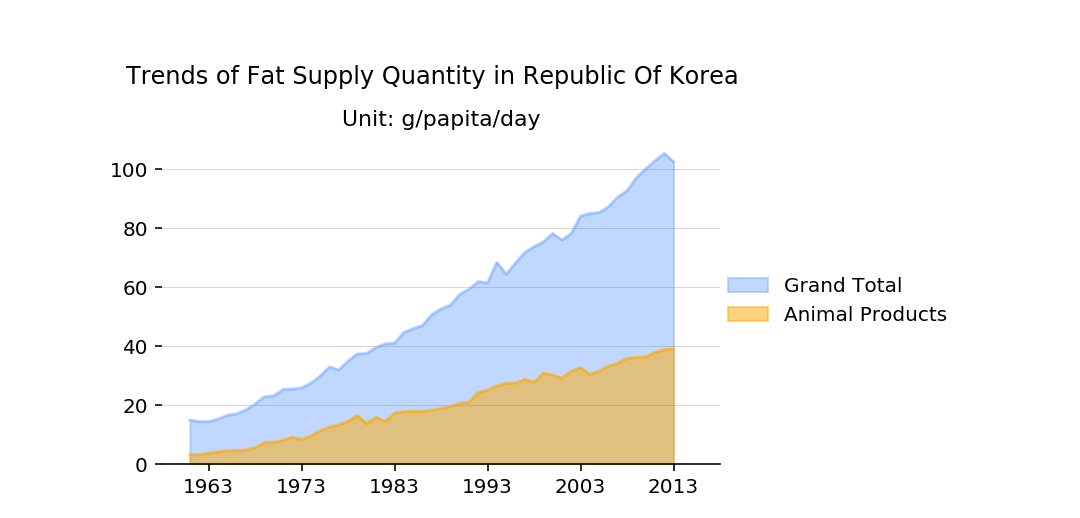 Trends of Fat Supply Quantity in Republic Of Korea
Unit: g/papita/day
100
80
60
40
20
0
1963 1973 1983 1993 2003 2013
Grand Total
Animal Products